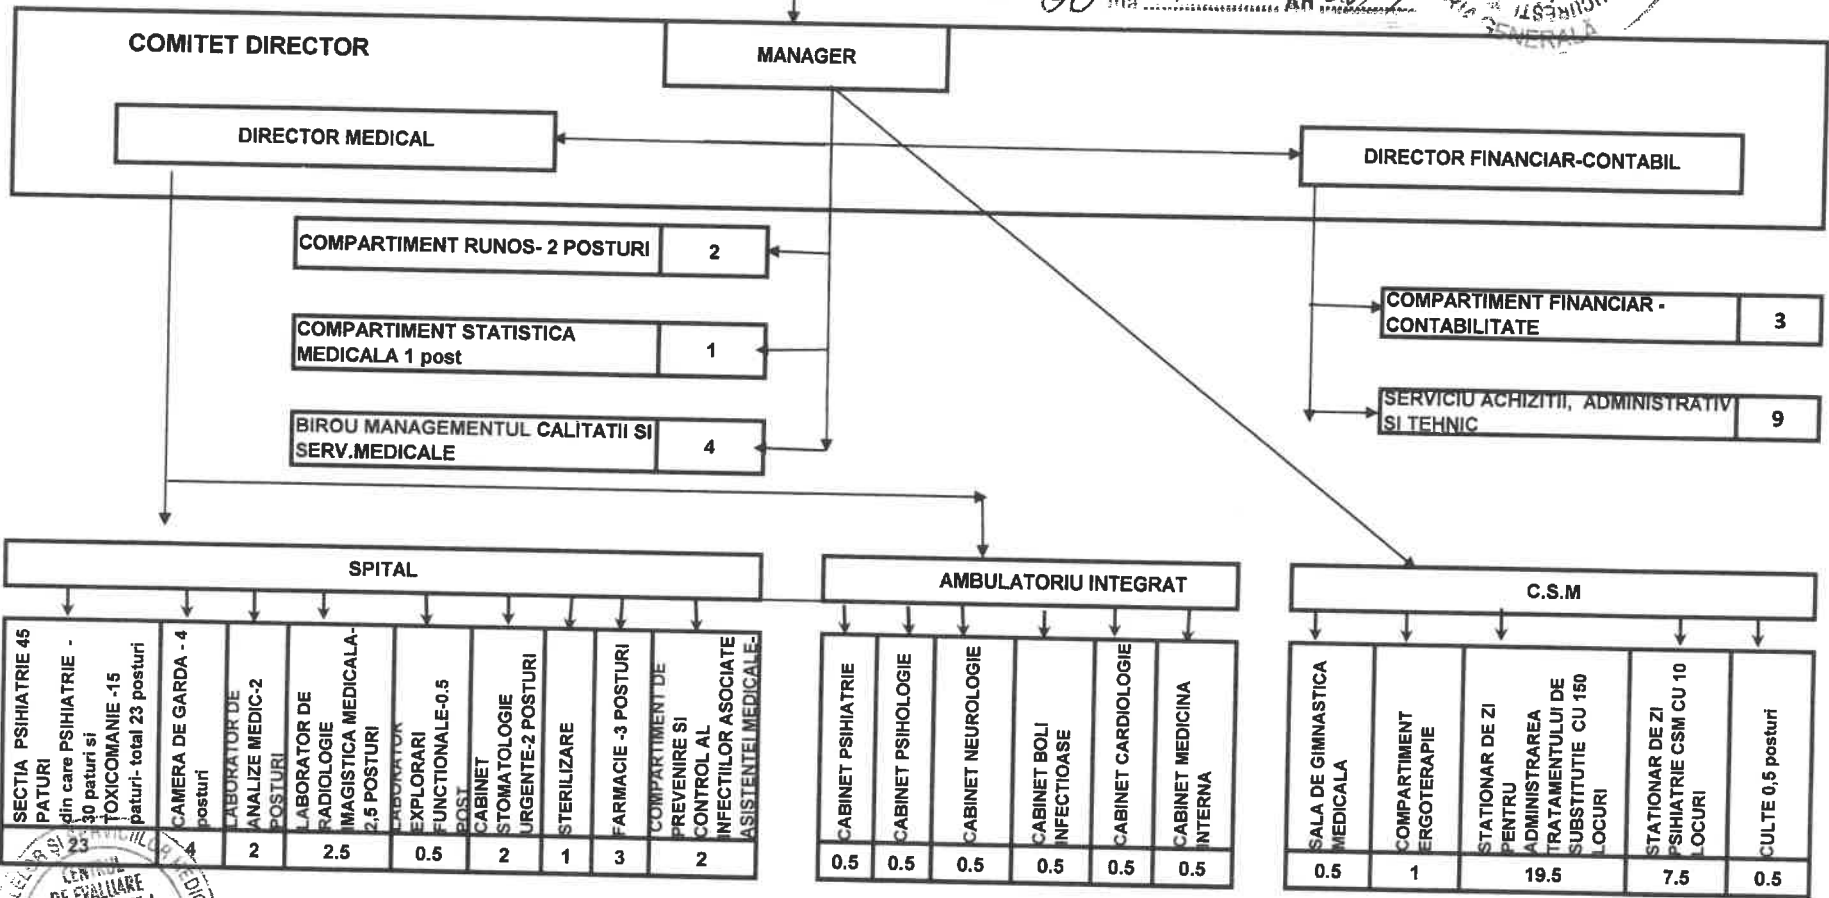 30
AN
BUCURESTI
GENERALĂ
COMITET DIRECTOR
MANAGER
DIRECTOR MEDICAL
DIRECTOR FINANCIAR-CONTABIL
COMPARTIMENT RUNOS- 2 POSTURI
2
COMPARTIMENT STATISTICA
MEDICALA 1 post
1
BIROU MANAGEMENTUL CALITATII SI
SERV.MEDICALE
4
COMPARTIMENT FINANCIAR -
CONTABILITATE
3
SERVICIU ACHIZITII, ADMINISTRATIV
SI TEHNIC
9
SPITAL
AMBULATORIU INTEGRAT
C.S.M
SECTIA PSIHIATRIE 45
PATURI
din care PSIHIATRIE -
30 paturi si
TOXICOMANIE -15
paturi- total 23 posturi
23
CAMERA DE GARDA - 4
posturi
4
LABORATOR DE
ANALIZE MEDIC-2
POSTURI
2
LABORATOR DE
RADIOLOGIE
IMAGISTICA MEDICALA-
2,5 POSTURI
2.5
LABORATOR
EXPLORARI
FUNCTIONALE-0.5
POST
0.5
CABINET
STOMATOLOGIE
URGENTE-2 POSTURI
2
STERILIZARE
1
FARMACIE -3 POSTURI
3
COMPARTIMENT DE
PREVENIRE SI
CONTROL AL
INFECTIILOR ASOCIATE
ASISTENTEI MEDICALE-
2
CABINET PSIHIATRIE
0.5
CABINET PSIHOLOGIE
0.5
CABINET NEUROLOGIE
0.5
CABINET BOLI
INFECTIOASE
0.5
CABINET CARDIOLOGIE
0.5
CABINET MEDICINA
INTERNA
0.5
SALA DE GIMNASTICA
MEDICALA
0.5
COMPARTIMENT
ERGOTERAPIE
1
STATIONAR DE ZI
PENTRU
ADMINISTRAREA
TRATAMENTULUI DE
SUBSTITUTIE CU 150
LOCURI
19.5
STATIONAR DE ZI
PSIHIATRIE CSM CU 10
LOCURI
7.5
CULTE 0,5 posturi
0.5
ȘI SERVICIILOR MEDIC
CENTRUL
DE EVALUARE